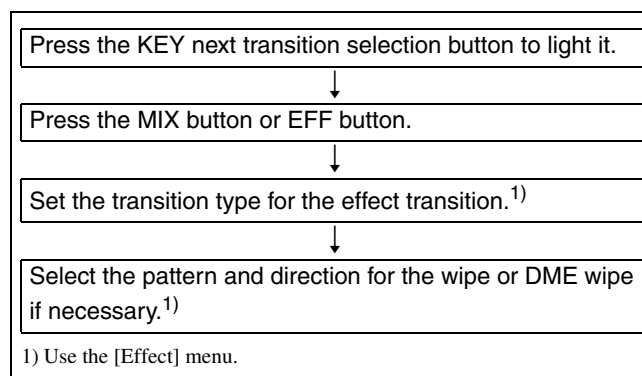 Press the KEY next transition selection button to light it.
Press the MIX button or EFF button.
Set the transition type for the effect transition.1)
Select the pattern and direction for the wipe or DME wipe
if necessary.1)
1) Use the [Effect] menu.